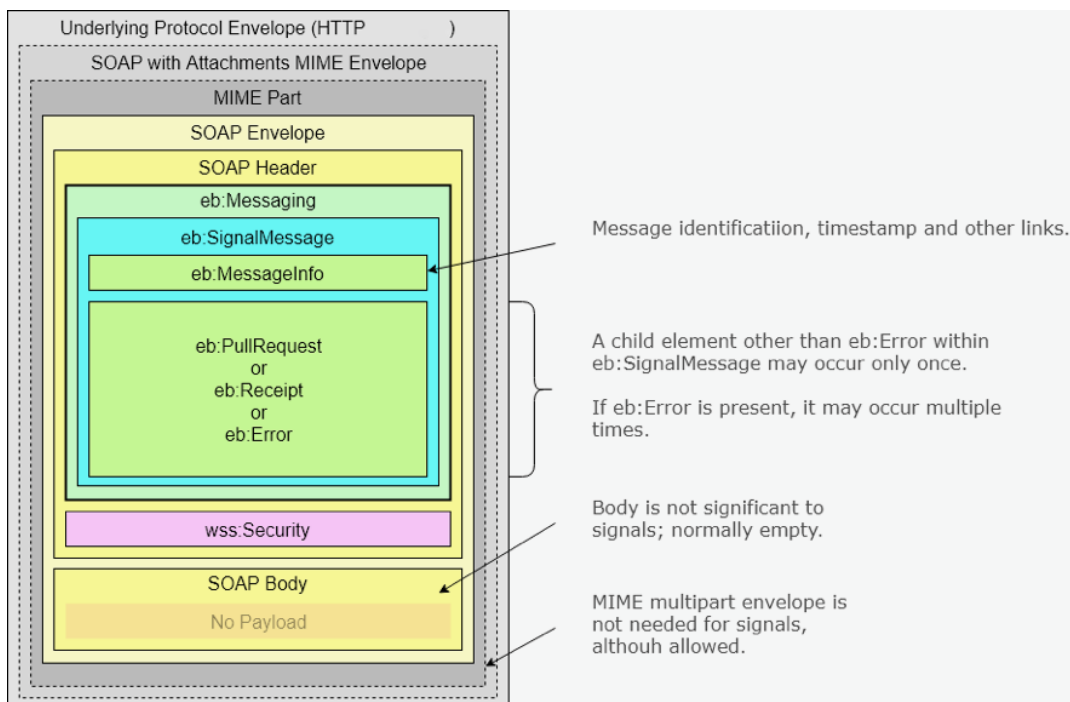 Underlying Protocol Envelope (HTTP )
SOAP with Attachments MIME Envelope
MIME Part
SOAP Envelope
SOAP Header
eb:Messaging
eb:SignalMessage
eb:MessageInfo
eb:PullRequest
or
eb:Receipt
or
eb:Error
wss:Security
SOAP Body
No Payload
Message identificatiion, timestamp and other links.
A child element other than eb:Error within
eb:SignalMessage may occur only once.
If eb:Error is present, it may occur multiple
times.
Body is not significant to
signals; normally empty.
MIME multipart envelope is
not needed for signals,
althouh allowed.